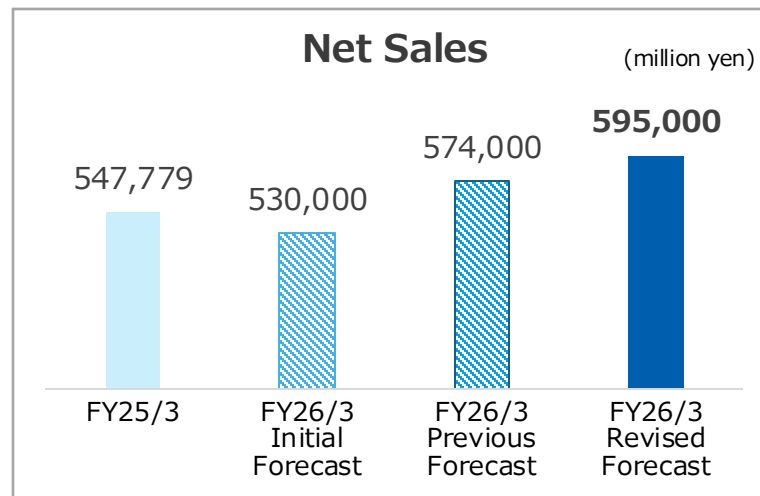 Net Sales
(million yen)
547,779
530,000
574,000
595,000
FY25/3
FY26/3
Initial
Forecast
FY26/3
Previous
Forecast
FY26/3
Revised
Forecast